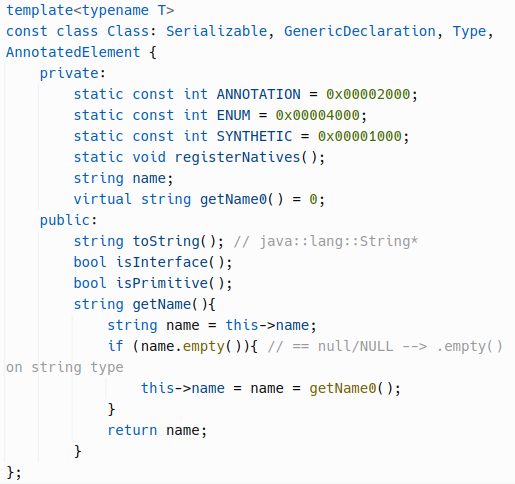 template<typename T>
const class Class: Serializable, GenericDeclaration, Type,
AnnotatedElement {
    private:
        static const int ANNOTATION = 0x00002000;
        static const int ENUM = 0x00004000;
        static const int SYNTHETIC = 0x00001000;
        static void registerNatives();
        string name;
        virtual string getName0() = 0;
    public:
        string toString(); // java::lang::String*
        bool isInterface();
        bool isPrimitive();
        string getName(){
            string name = this->name;
            if (name.empty()){ // == null/NULL --> .empty()
on string type
                this->name = name = getName0();
            }
            return name;
        }
};